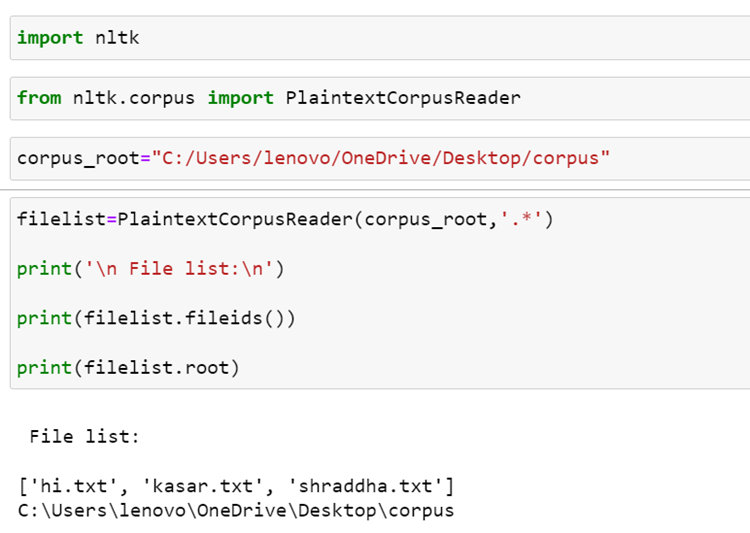 import nltk
from nltk.corpus import PlaintextCorpusReader
corpus_root="C:/Users/lenovo/OneDrive/Desktop/corpus"
filelist=PlaintextCorpusReader(corpus_root,'.*')
print('\n File list:\n')
print(filelist.fileids())
print(filelist.root)
File list:
['hi.txt', 'kasar.txt', 'shraddha.txt']
C:\Users\lenovo\OneDrive\Desktop\corpus